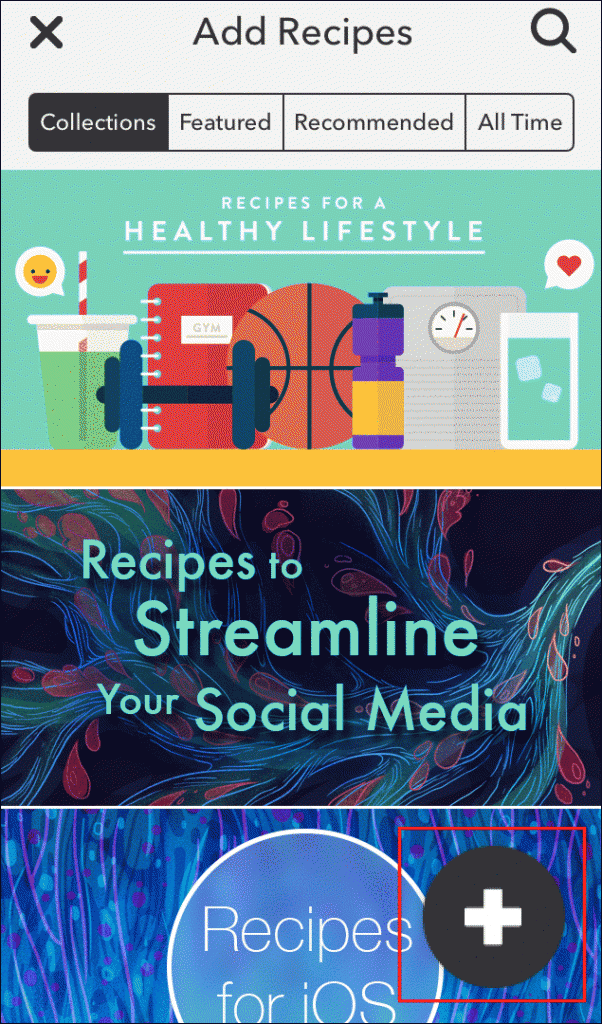 Add Recipes
Collections Featured Recommended All Time
RECIPES FOR A
HEALTHY LIFESTYLE
GYM
Recipes to
Streamline
Your Social Media
Recipes
for iOS